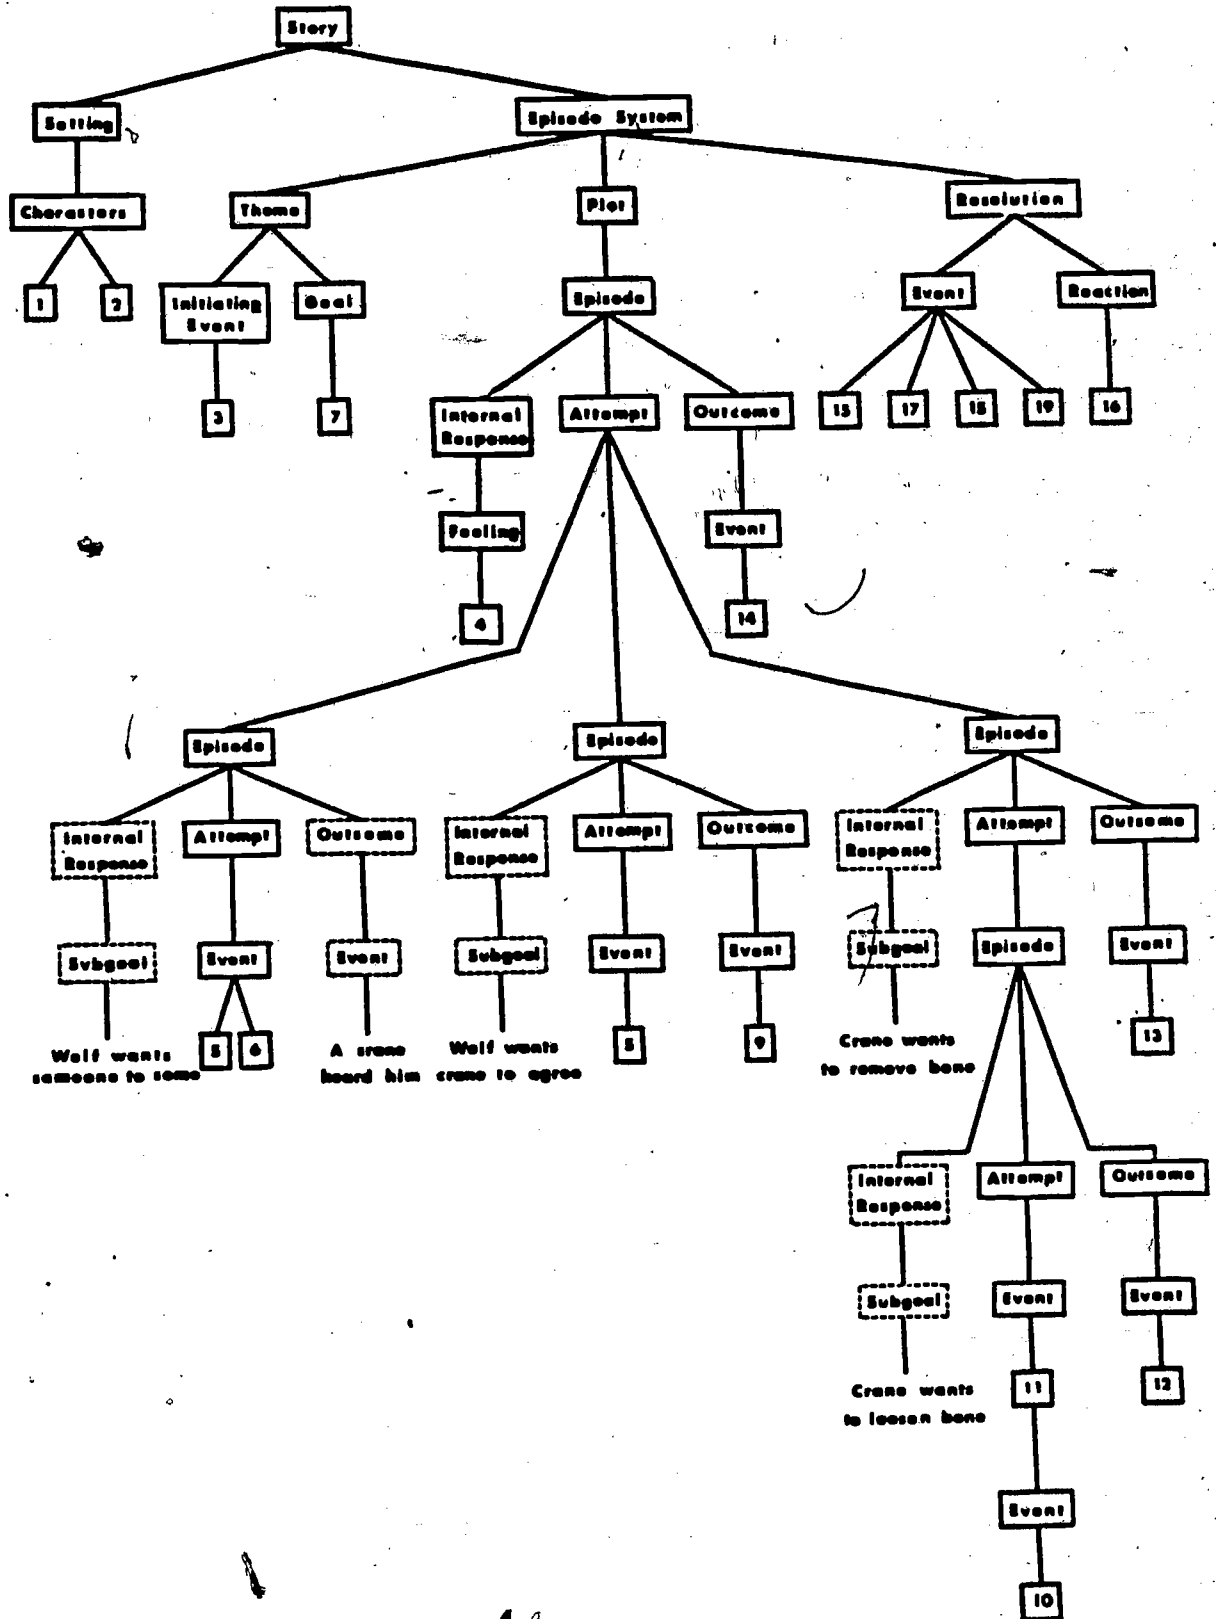 Story
Setting
Episode System
Characters
Theme
Plot
Resolution
1
2
Initiating
Event
Goal
Episode
Event
Reaction
3
7
Internal
Response
Attempt
Outcome
15
17
18
19
16
Feeling
Event
4
14
Episode
Episode
Episode
Internal
Response
Attempt
Outcome
Internal
Response
Attempt
Outcome
Internal
Response
Attempt
Outcome
Subgoal
Event
Event
Subgoal
Event
Event
Subgoal
Episode
Event
Wolf wants
someone to come
5
6
A crane
heard him
Wolf wants
crane to agree
8
9
Crane wants
to remove bone
13
Internal
Response
Attempt
Outcome
Subgoal
Event
Event
Crane wants
to loosen bone
11
12
Event
10